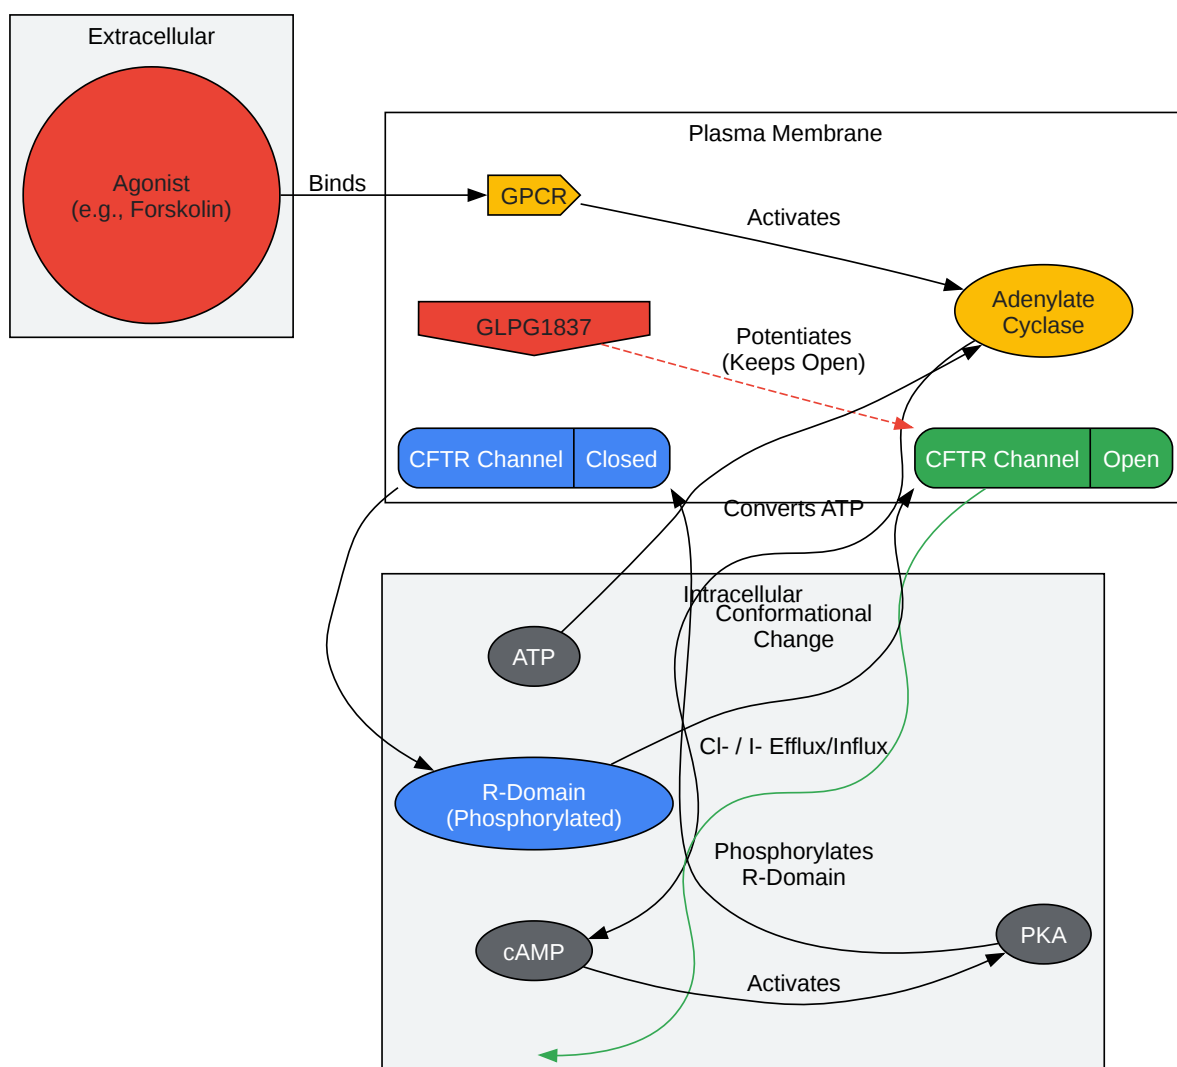 Extracellular
Agonist
(e.g., Forskolin)
Binds
Plasma Membrane
GPCR
Activates
Adenylate
Cyclase
GLPG1837
Potentiates
(Keeps Open)
CFTR Channel
Closed
CFTR Channel
Open
Converts ATP
Intracellular
Conformational
Change
ATP
Cl- / I- Efflux/Influx
R-Domain
(Phosphorylated)
Phosphorylates
R-Domain
cAMP
PKA
Activates